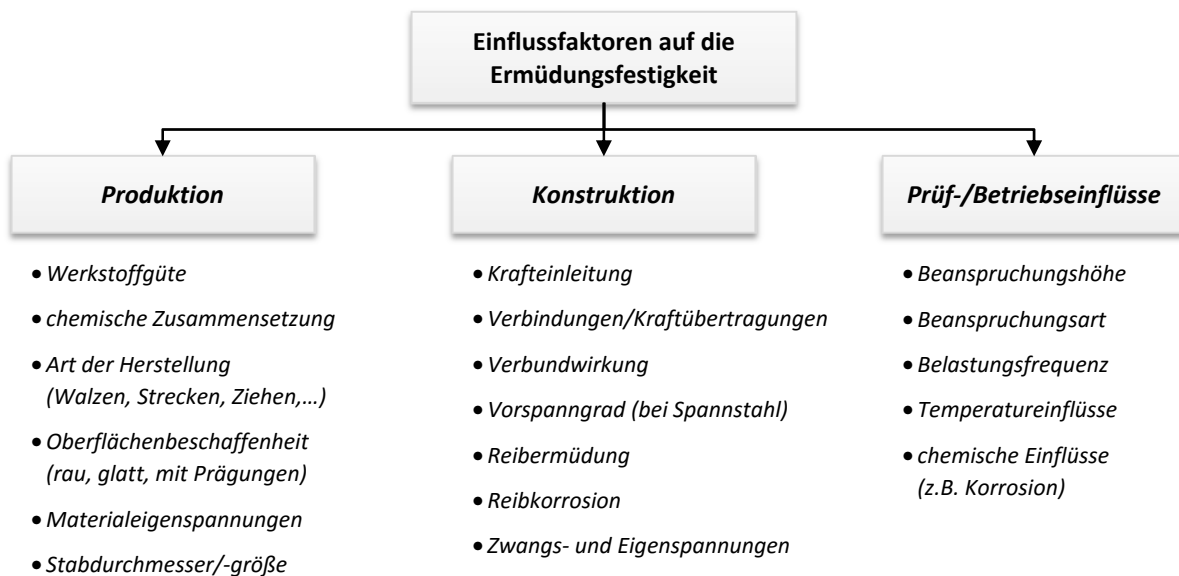 Einflussfaktoren auf die
Ermüdungsfestigkeit
Produktion
• Werkstoffgüte
• chemische Zusammensetzung
• Art der Herstellung
(Walzen, Strecken, Ziehen,...)
• Oberflächenbeschaffenheit
(rau, glatt, mit Prägungen)
• Materialeigenspannungen
• Stabdurchmesser/-größe
Konstruktion
• Krafteinleitung
• Verbindungen/Kraftübertragungen
• Verbundwirkung
• Vorspanngrad (bei Spannstahl)
• Reibermüdung
• Reibkorrosion
• Zwangs- und Eigenspannungen
Prüf-/Betriebseinflüsse
• Beanspruchungshöhe
• Beanspruchungsart
• Belastungsfrequenz
• Temperatureinflüsse
• chemische Einflüsse
(z.B. Korrosion)